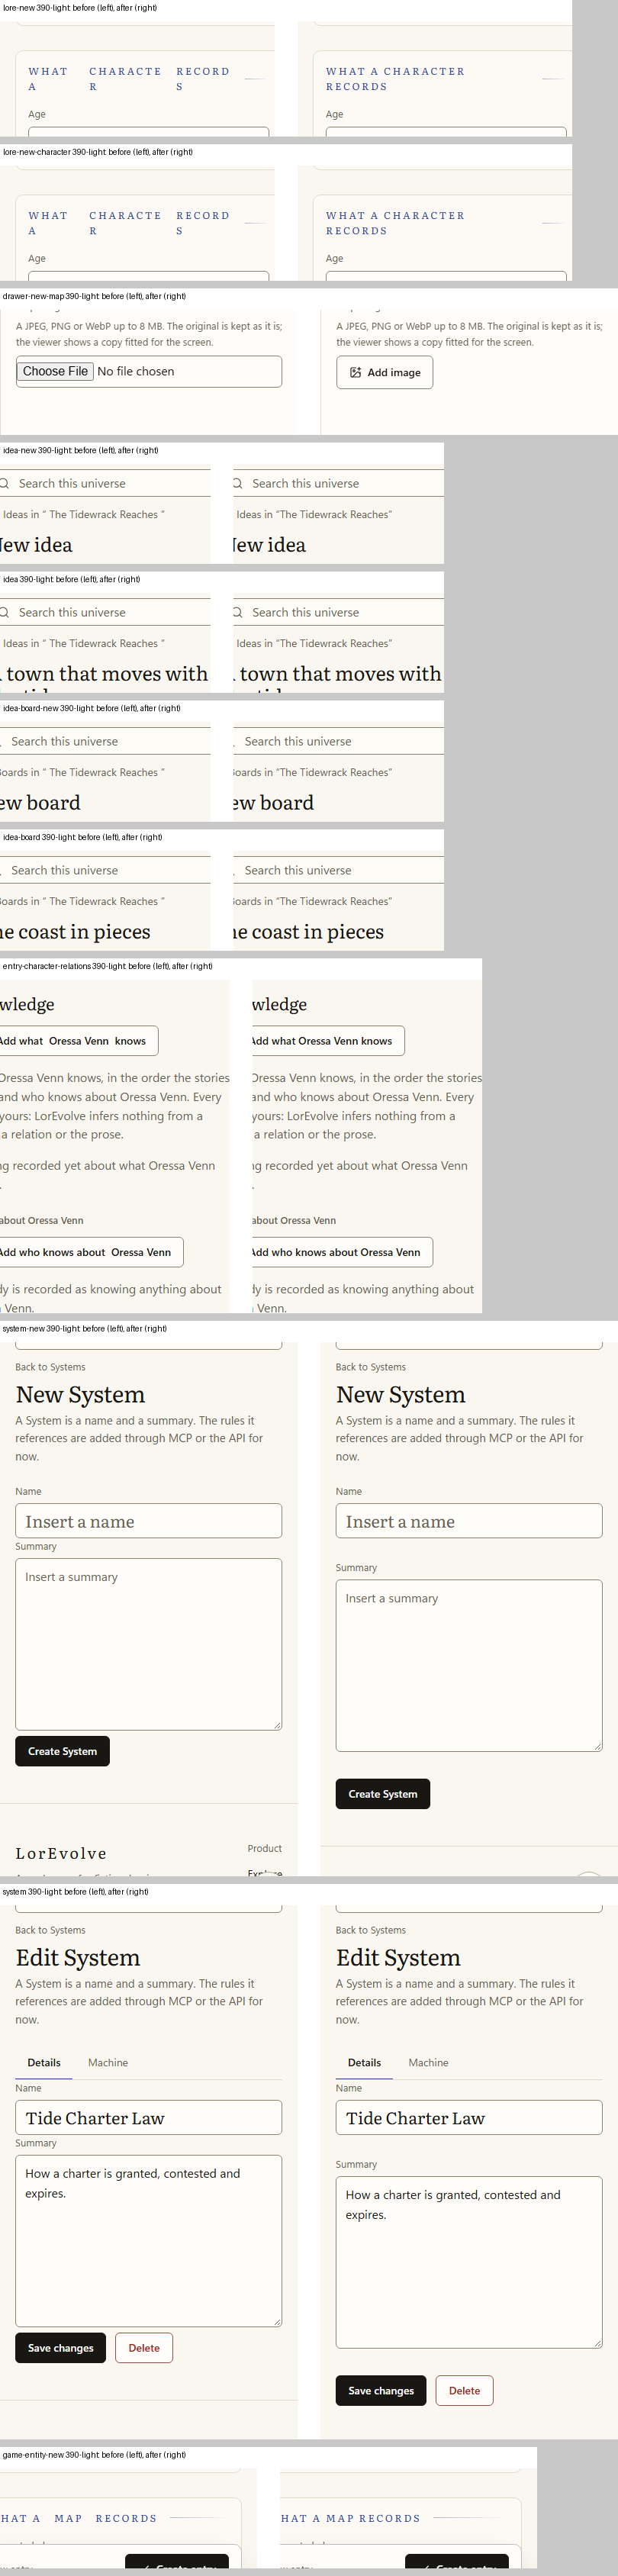 lore-new 390-light before (left), after (right)
WHAT A CHARACTER RECORDS
Age
WHAT A CHARACTER RECORDS
Age
lore-new-character 390-light before (left), after (right)
WHAT A CHARACTER RECORDS
Age
WHAT A CHARACTER RECORDS
Age
drawer-new-map 390-light before (left), after (right)
A JPEG, PNG or WebP up to 8 MB. The original is kept as it is;
the viewer shows a copy fitted for the screen.
Choose File No file chosen
A JPEG, PNG or WebP up to 8 MB. The original is kept as it is;
the viewer shows a copy fitted for the screen.
Add image
idea-new 390-light before (left), after (right)
Search this universe
Ideas in “ The Tidewrack Reaches ”
New idea
Search this universe
Ideas in “The Tidewrack Reaches”
New idea
idea 390-light before (left), after (right)
Search this universe
Ideas in “ The Tidewrack Reaches ”
town that moves with
Search this universe
Ideas in “The Tidewrack Reaches”
town that moves with
idea-board-new 390-light before (left), after (right)
Search this universe
Boards in “ The Tidewrack Reaches ”
ew board
Search this universe
Boards in “The Tidewrack Reaches”
ew board
idea-board 390-light before (left), after (right)
Search this universe
Boards in “ The Tidewrack Reaches ”
he coast in pieces
Search this universe
Boards in “The Tidewrack Reaches”
he coast in pieces
entry-character-relations 390-light before (left), after (right)
wledge
Add what Oressa Venn knows
Oressa Venn knows, in the order the stories
and who knows about Oressa Venn. Every
yours: LorEvolve infers nothing from a
a relation or the prose.
ng recorded yet about what Oressa Venn
.
about Oressa Venn
Add who knows about Oressa Venn
dy is recorded as knowing anything about
Venn.
wledge
Add what Oressa Venn knows
Oressa Venn knows, in the order the stories
and who knows about Oressa Venn. Every
yours: LorEvolve infers nothing from a
a relation or the prose.
ng recorded yet about what Oressa Venn
.
about Oressa Venn
Add who knows about Oressa Venn
dy is recorded as knowing anything about
Venn.
system-new 390-light before (left), after (right)
Back to Systems
New System
A System is a name and a summary. The rules it
references are added through MCP or the API for
now.
Name
Insert a name
Summary
Insert a summary
Create System
LorEvolve
Product
Explore
Back to Systems
New System
A System is a name and a summary. The rules it
references are added through MCP or the API for
now.
Name
Insert a name
Summary
Insert a summary
Create System
system 390-light before (left), after (right)
Back to Systems
Edit System
A System is a name and a summary. The rules it
references are added through MCP or the API for
now.
Details Machine
Name
Tide Charter Law
Summary
How a charter is granted, contested and
expires.
Save changes Delete
Back to Systems
Edit System
A System is a name and a summary. The rules it
references are added through MCP or the API for
now.
Details Machine
Name
Tide Charter Law
Summary
How a charter is granted, contested and
expires.
Save changes Delete
game-entity-new 390-light before (left), after (right)
HAT A MAP RECORDS
Create entry
HAT A MAP RECORDS
Create entry